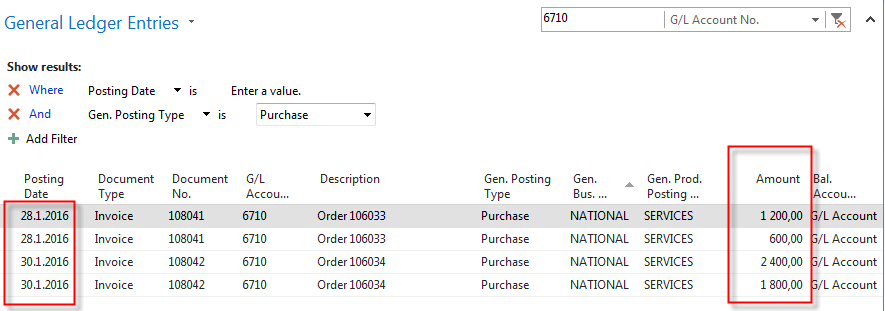 General Ledger Entries
6710 G/L Account No.
Show results:
Where Posting Date is Enter a value.
And Gen. Posting Type is Purchase
Add Filter
Posting Document Document G/L Description Gen. Posting Gen. Gen. Prod. Amount Bal.
Date Type No. Accou... Type Bus. ... Posting ... Accou...
28.1.2016 Invoice 108041 6710 Order 106033 Purchase NATIONAL SERVICES 1 200,00 G/L Account
28.1.2016 Invoice 108041 6710 Order 106033 Purchase NATIONAL SERVICES 600,00 G/L Account
30.1.2016 Invoice 108042 6710 Order 106034 Purchase NATIONAL SERVICES 2 400,00 G/L Account
30.1.2016 Invoice 108042 6710 Order 106034 Purchase NATIONAL SERVICES 1 800,00 G/L Account